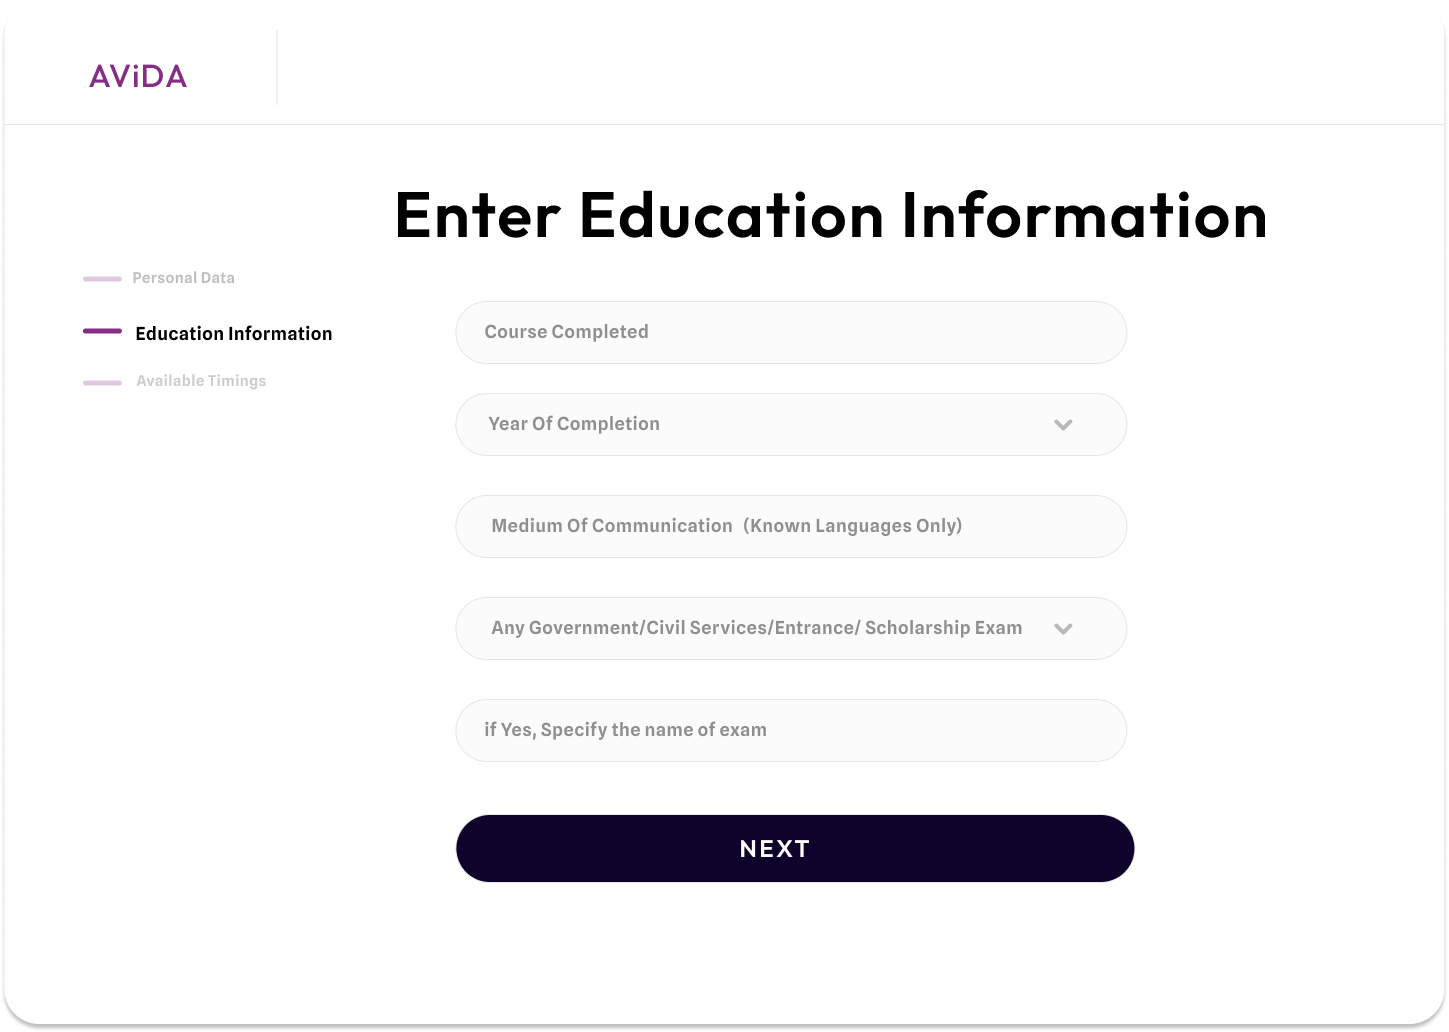 AViDA
Enter Education Information
Personal Data
Education Information
Available Timings
Course Completed
Year Of Completion
Medium Of Communication (Known Languages Only)
Any Government/Civil Services/Entrance/ Scholarship Exam
if Yes, Specify the name of exam
NEXT